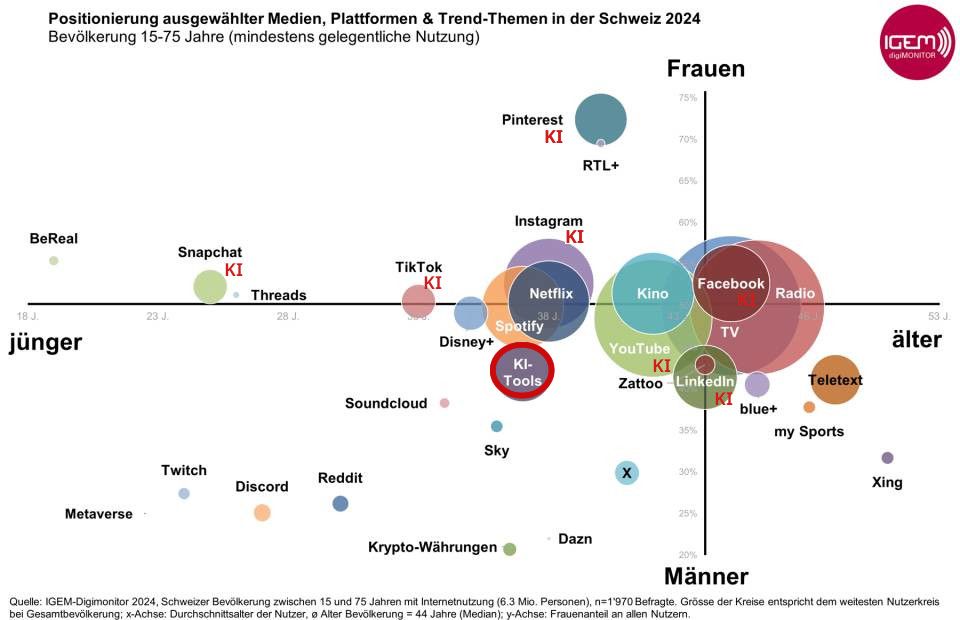 Positionierung ausgewählter Medien, Plattformen & Trend-Themen in der Schweiz 2024
Bevölkerung 15-75 Jahre (mindestens gelegentliche Nutzung)
IGEM
digiMONITOR
Frauen
75%
Pinterest
KI
70%
RTL+
65%
60%
Instagram
KI
BeReal
Snapchat
KI
Threads
TikTok
KI
Netflix
Kino
Facebook
KI
Radio
18 J.
23 J.
28 J.
38 J.
53 J.
jünger
älter
Disney+
Spotify
TV
YouTube
KI
KI-
Tools
Zattoo
LinkedIn
KI
blue+
Teletext
Soundcloud
my Sports
35%
Sky
Xing
Twitch
X
30%
Discord
Reddit
Metaverse
25%
Krypto-Währungen
Dazn
20%
Männer
Quelle: IGEM-Digimonitor 2024, Schweizer Bevölkerung zwischen 15 und 75 Jahren mit Internetnutzung (6.3 Mio. Personen), n=1'970 Befragte. Grösse der Kreise entspricht dem weitesten Nutzerkreis
bei Gesamtbevölkerung; x-Achse: Durchschnittsalter der Nutzer, ø Alter Bevölkerung = 44 Jahre (Median); y-Achse: Frauenanteil an allen Nutzern.